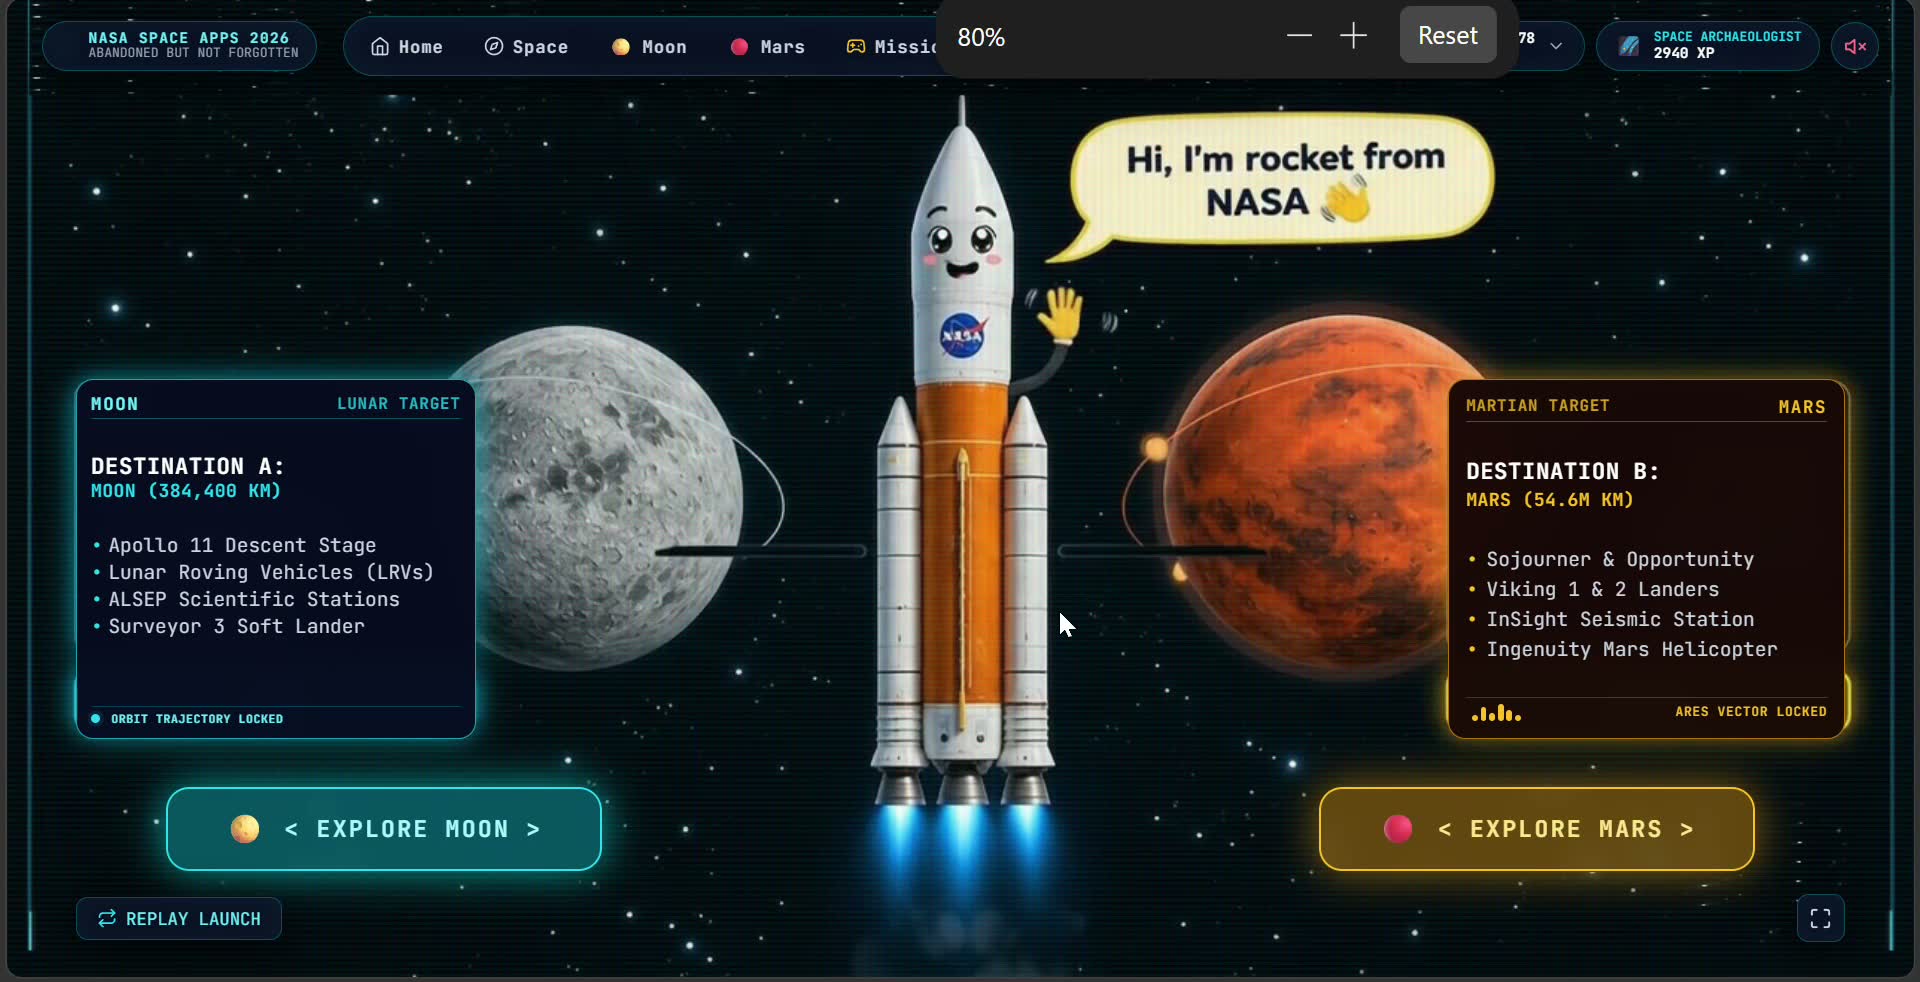 NASA SPACE APPS 2026
ABANDONED BUT NOT FORGOTTEN
Home
Space
Moon
Mars
80%
Reset
78
SPACE ARCHAEOLOGIST
2940 XP
Hi, I'm rocket from
NASA 👋
NASA
MOON
LUNAR TARGET
DESTINATION A:
MOON (384,400 KM)
• Apollo 11 Descent Stage
• Lunar Roving Vehicles (LRVs)
• ALSEP Scientific Stations
• Surveyor 3 Soft Lander
ORBIT TRAJECTORY LOCKED
MARTIAN TARGET
MARS
DESTINATION B:
MARS (54.6M KM)
• Sojourner & Opportunity
• Viking 1 & 2 Landers
• InSight Seismic Station
• Ingenuity Mars Helicopter
ARES VECTOR LOCKED
< EXPLORE MOON >
< EXPLORE MARS >
REPLAY LAUNCH